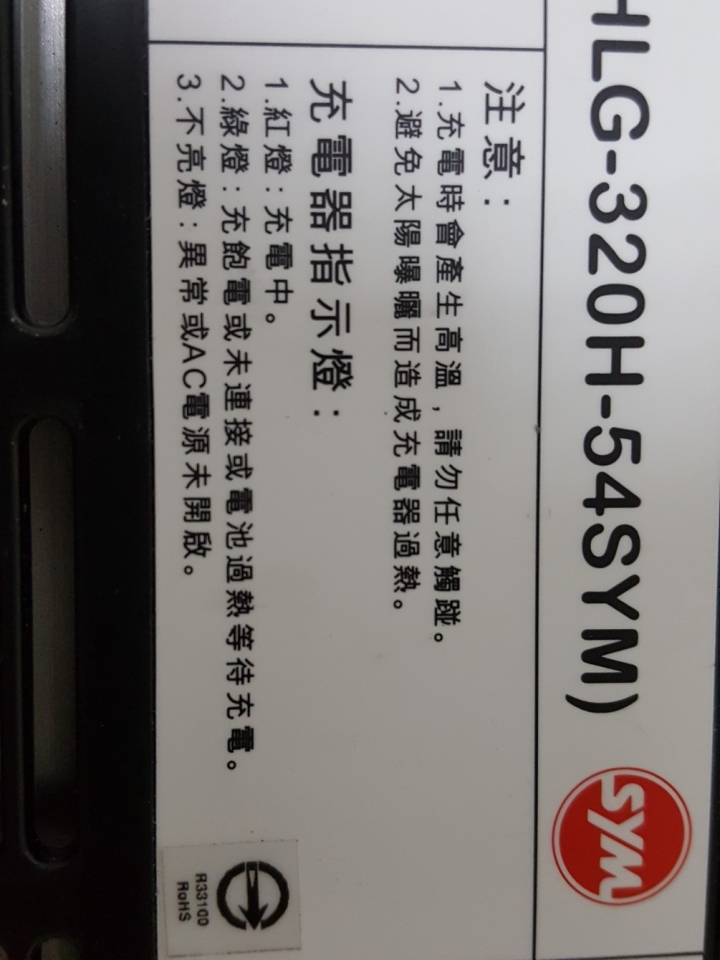 HLG-320H-54SYM)
SYM
注意：
1.充電時會產生高溫，請勿任意觸碰。
2.避免太陽曝曬而造成充電器過熱。
充電器指示燈：
1.紅燈：充電中。
2.綠燈：充飽電或未連接或電池過熱等待充電。
3.不亮燈：異常或AC電源未開啟。
R33100
RoHS